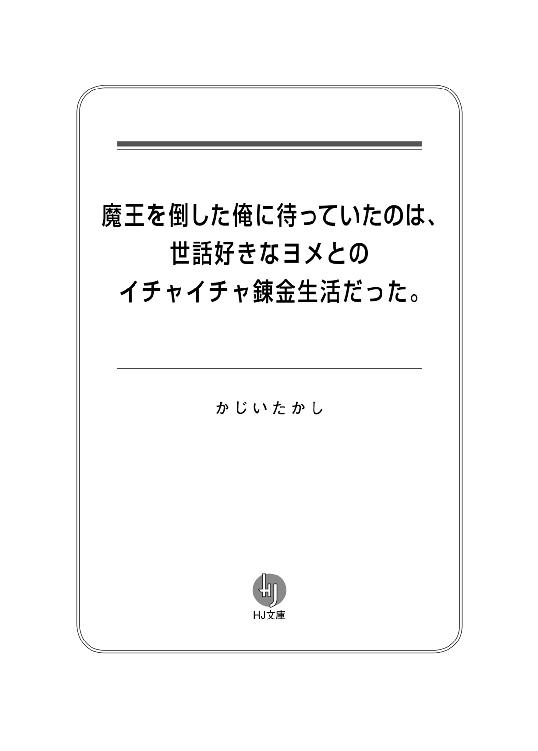 魔王を倒した俺に待っていたのは、
世話好きなヨメとの
イチャイチャ錬金生活だった。
かじいたかし
HJ
HJ文庫